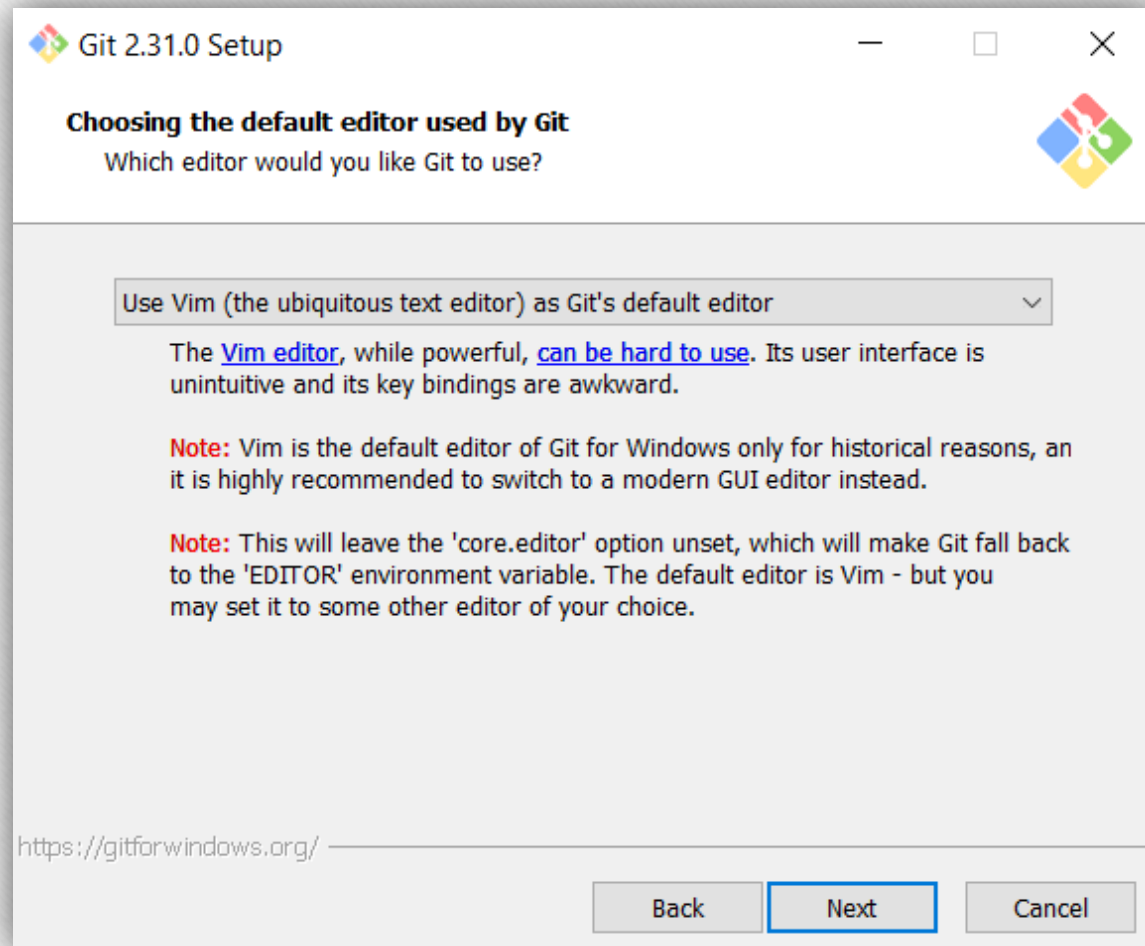 Git 2.31.0 Setup
Choosing the default editor used by Git
Which editor would you like Git to use?
Use Vim (the ubiquitous text editor) as Git's default editor
The Vim editor, while powerful, can be hard to use. Its user interface is
unintuitive and its key bindings are awkward.
Note: Vim is the default editor of Git for Windows only for historical reasons, an
it is highly recommended to switch to a modern GUI editor instead.
Note: This will leave the 'core.editor' option unset, which will make Git fall back
to the 'EDITOR' environment variable. The default editor is Vim - but you
may set it to some other editor of your choice.
https://gitforwindows.org/
Back Next Cancel